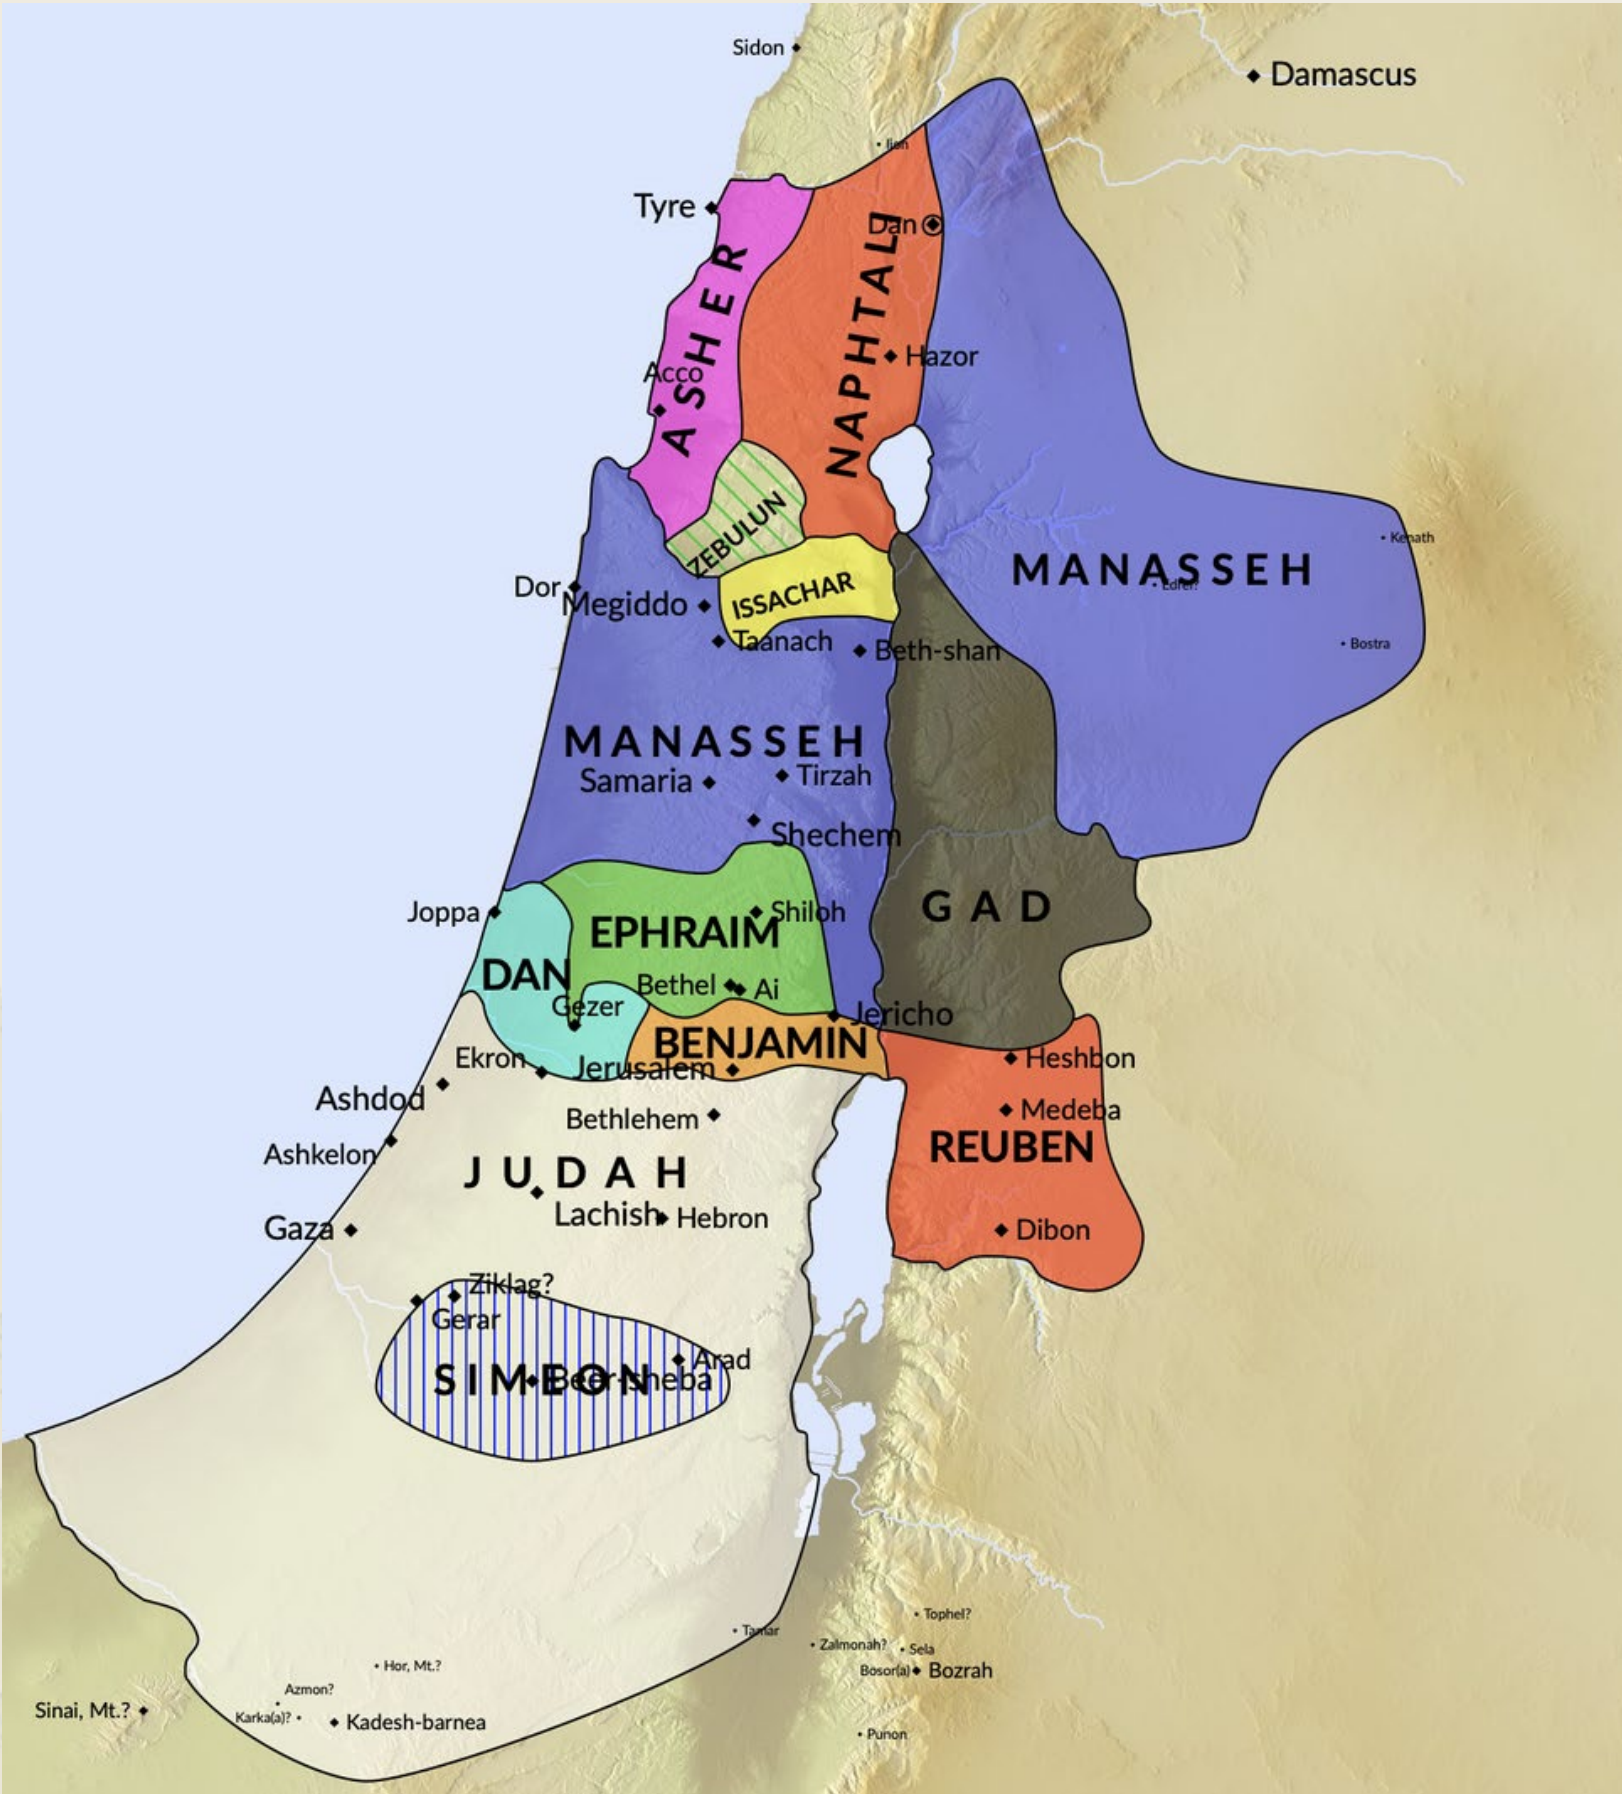 Sidon
Damascus
Ijon
Tyre
Dan
ASHER
NAPHTALI
Hazor
Acco
ZEBULUN
Kenath
MANASSEH
Edrei?
Dor
Megiddo
ISSACHAR
Taanach
Beth-shan
Bostra
MANASSEH
Samaria
Tirzah
Shechem
GAD
Joppa
EPHRAIM
Shiloh
DAN
Bethel
Ai
Gezer
Jericho
BENJAMIN
Ekron
Jerusalem
Heshbon
Ashdod
Bethlehem
Medeba
Ashkelon
REUBEN
JUDAH
Lachish
Hebron
Gaza
Dibon
Ziklag?
Gerar
Arad
SIMEON
Beer-sheba
Tophel?
Tamar
Zalmonah?
Sela
Hor, Mt.?
Bosor(a)
Bozrah
Azmon?
Sinai, Mt.?
Karka(a)?
Kadesh-barnea
Punon